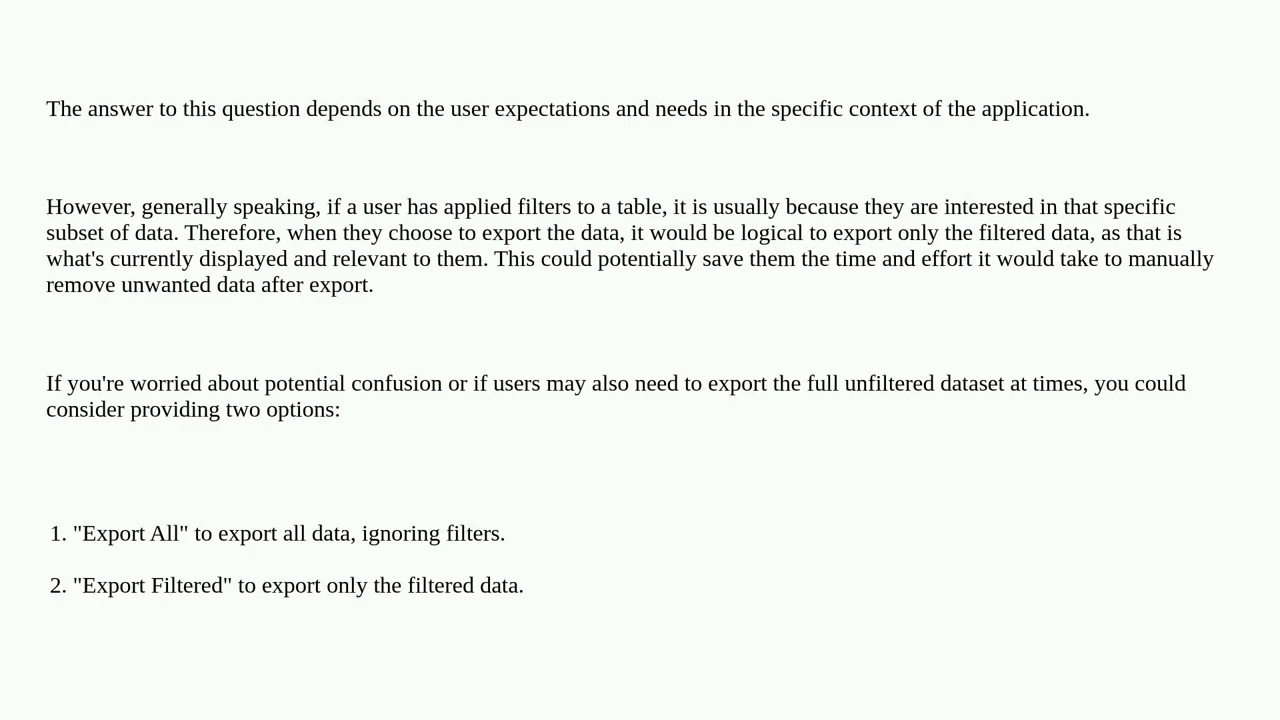 The answer to this question depends on the user expectations and needs in the specific context of the application.
However, generally speaking, if a user has applied filters to a table, it is usually because they are interested in that specific
subset of data. Therefore, when they choose to export the data, it would be logical to export only the filtered data, as that is
what's currently displayed and relevant to them. This could potentially save them the time and effort it would take to manually
remove unwanted data after export.
If you're worried about potential confusion or if users may also need to export the full unfiltered dataset at times, you could
consider providing two options:
1. "Export All" to export all data, ignoring filters.
2. "Export Filtered" to export only the filtered data.